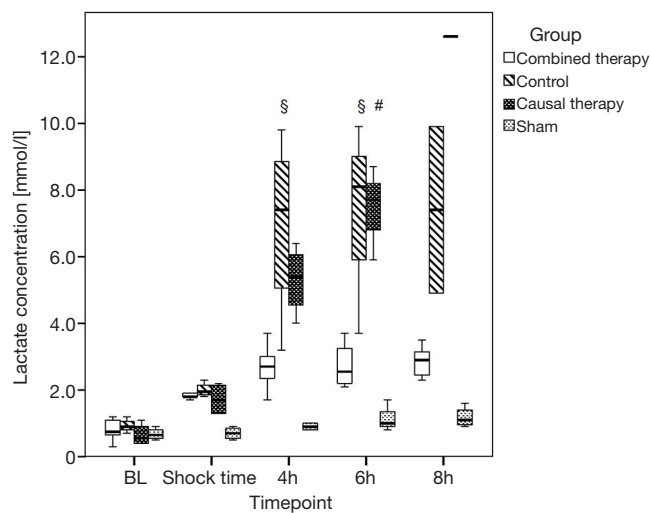 Group
Combined therapy
Control
Causal therapy
Sham
12.0
10.0
8.0
6.0
4.0
2.0
0
§
§ #
Lactate concentration [mmol/l]
BL Shock time 4h 6h 8h
Timepoint